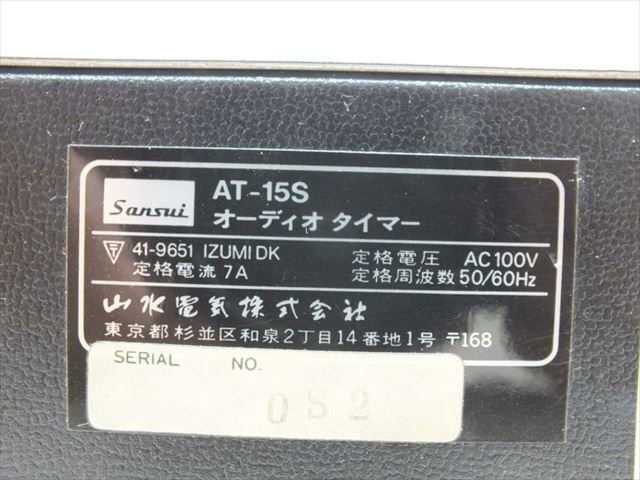 Sansui
AT-15S
オーディオ タイマー
〒 41-9651 IZUMI DK
定格電圧 AC 100V
定格電流 7A
定格周波数 50/60Hz
山水電気株式会社
東京都杉並区和泉2丁目14番地1号 〒168
SERIAL NO.
0S2